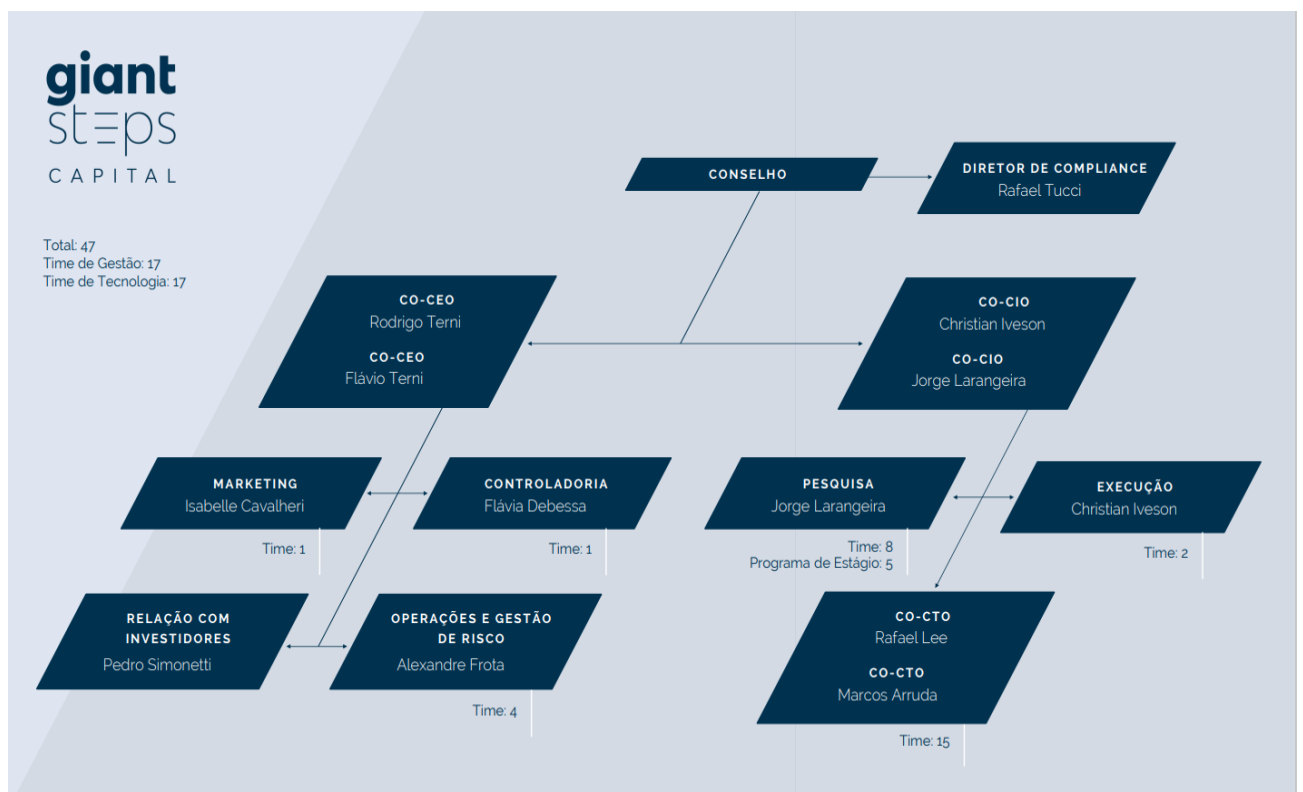 giant
steps
CAPITAL
Total: 47
Time de Gestão: 17
Time de Tecnologia: 17
CONSELHO
DIRETOR DE COMPLIANCE
Rafael Tucci
CO-CEO
Rodrigo Terni
CO-CEO
Flávio Terni
CO-CIO
Christian Iveson
CO-CIO
Jorge Larangeira
MARKETING
Isabelle Cavalheri
Time: 1
CONTROLADORIA
Flávia Debessa
Time: 1
PESQUISA
Jorge Larangeira
Time: 8
Programa de Estágio: 5
EXECUÇÃO
Christian Iveson
Time: 2
RELAÇÃO COM
INVESTIDORES
Pedro Simonetti
OPERAÇÕES E GESTÃO
DE RISCO
Alexandre Frota
Time: 4
CO-CTO
Rafael Lee
CO-CTO
Marcos Arruda
Time: 15